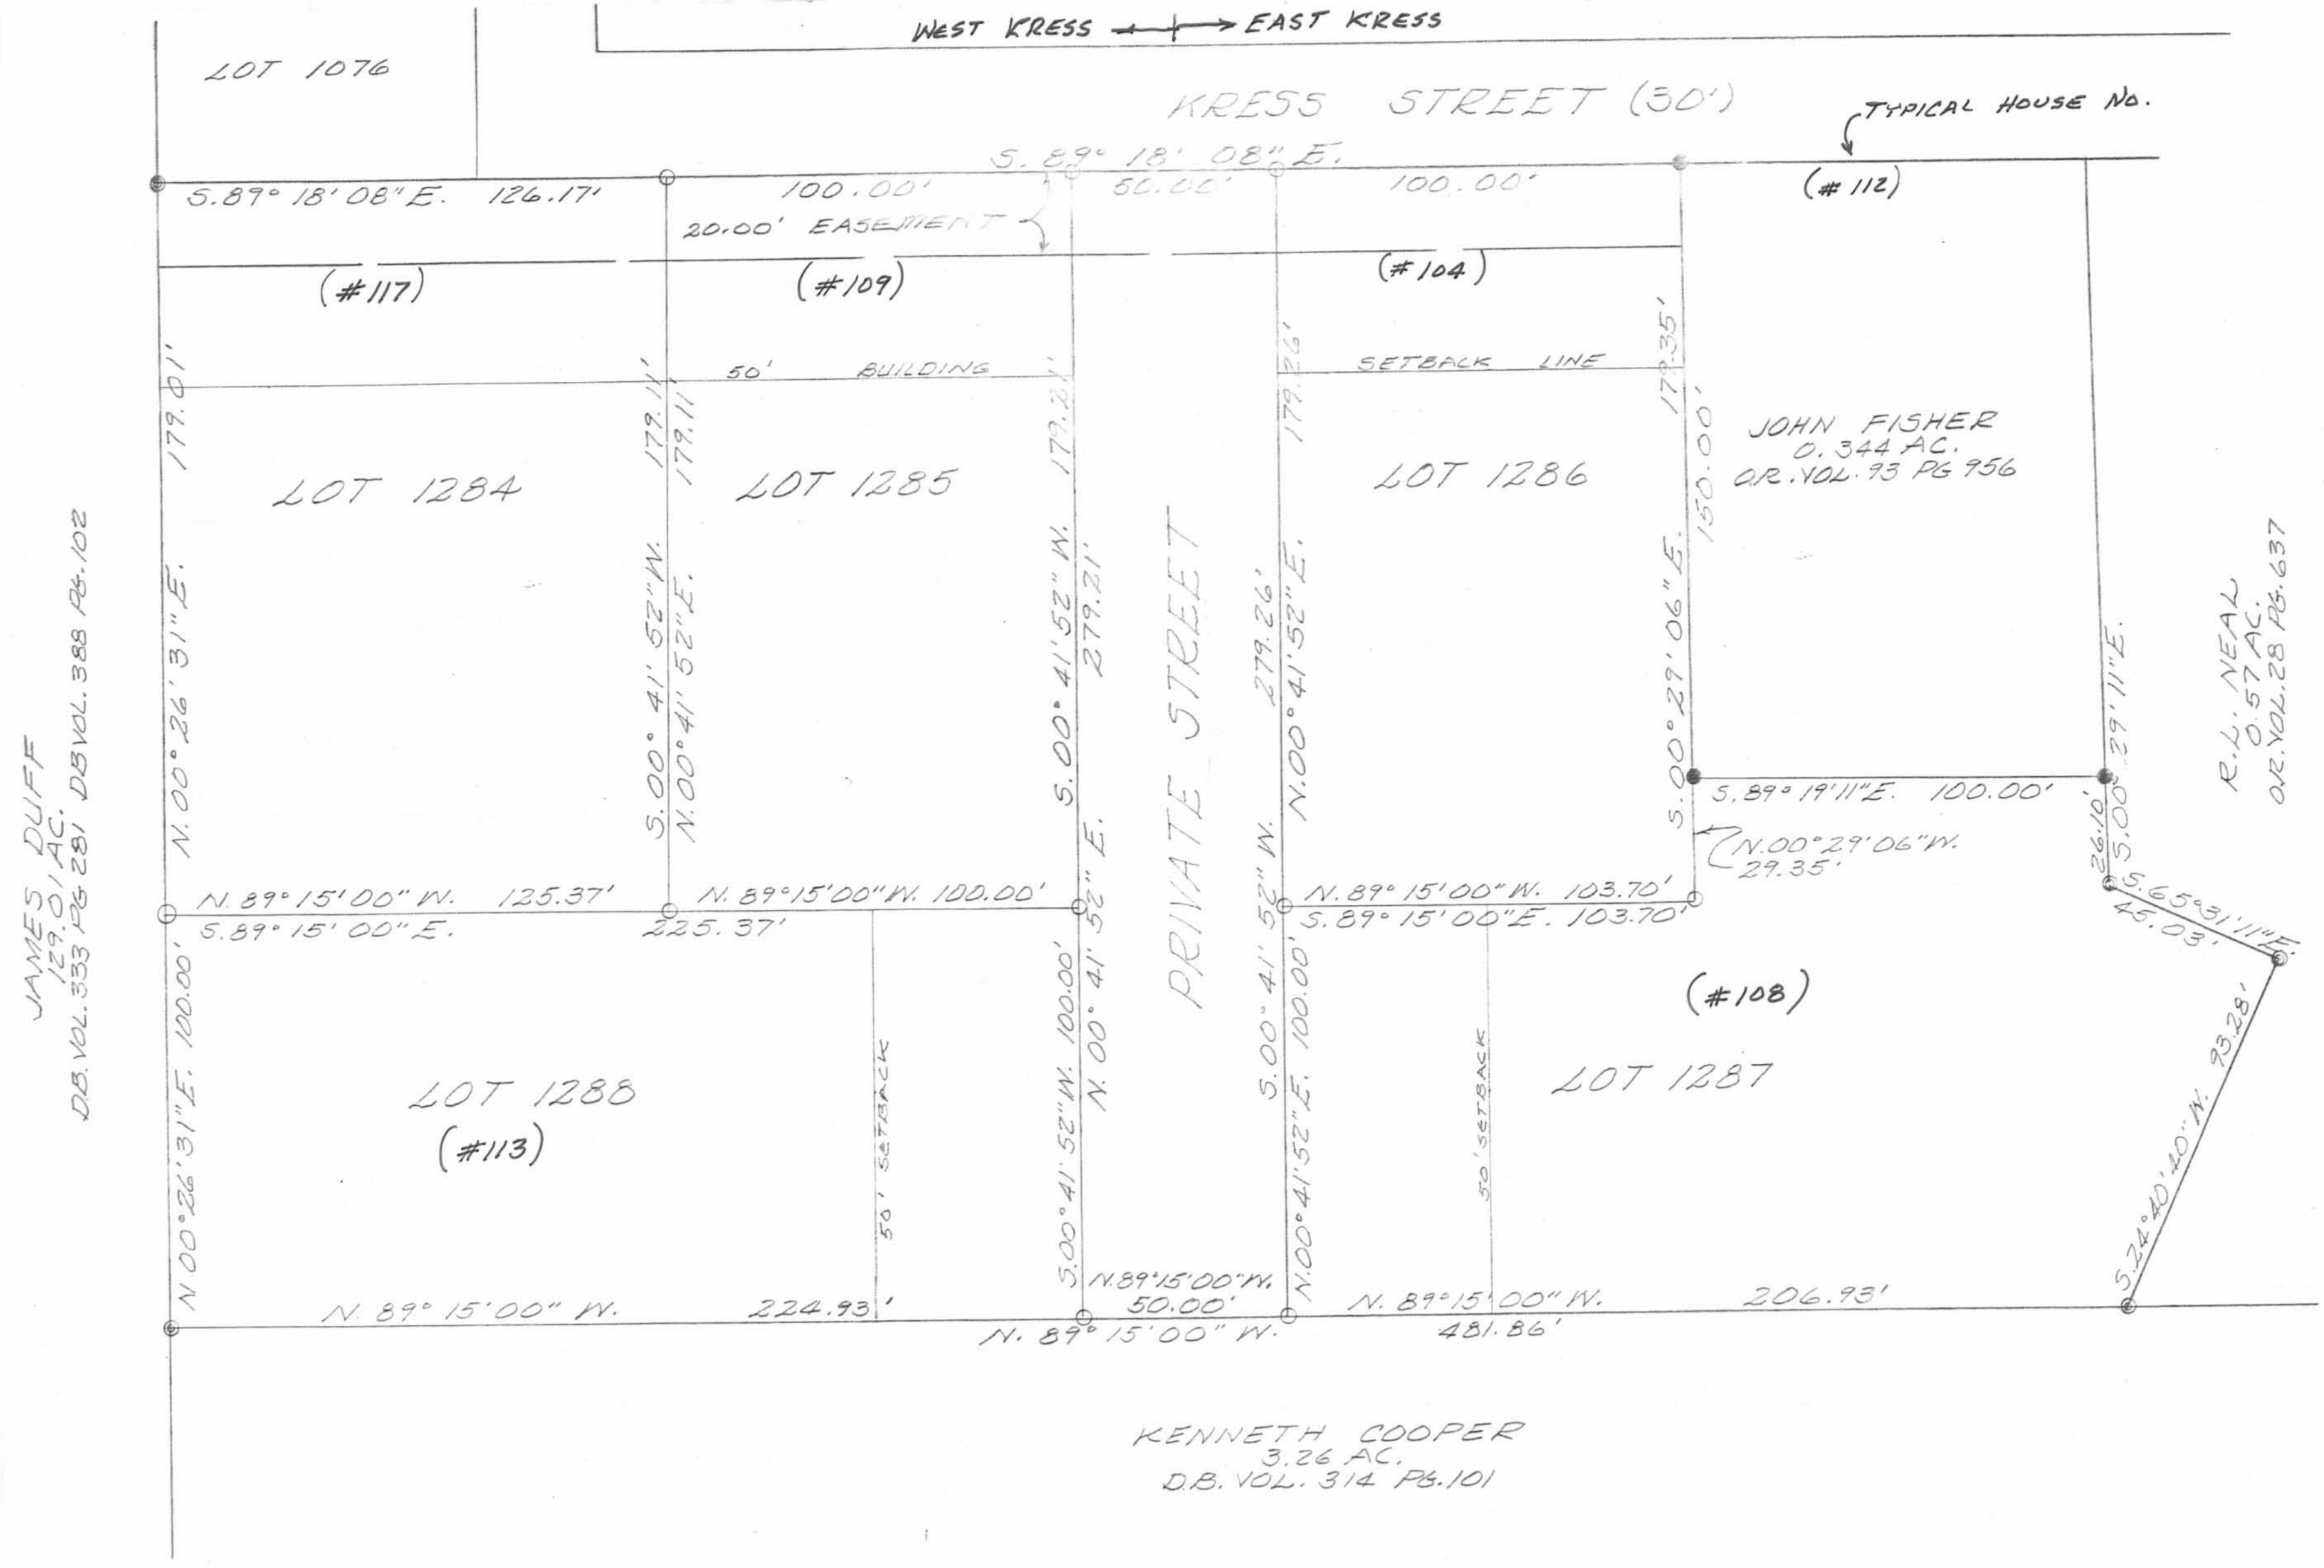 WEST KRESS ←|→ EAST KRESS
LOT 1076
KRESS STREET (30')
TYPICAL HOUSE NO.
S. 89° 18' 08" E.
S.89° 18' 08" E. 126.17'
100.00'
50.00'
100.00'
(# 112)
20.00' EASEMENT
(#117)
(#109)
(#104)
50' BUILDING
SETBACK LINE
N.00° 26' 31" E. 179.01'
S.00° 41' 52" W. 179.11'
N.00° 41' 52" E. 179.11'
S.00° 41' 52" W. 179.21'
279.21'
N. 00° 41' 52" E.
PRIVATE STREET
S.00° 41' 52" W. 279.26'
N.00° 41' 52" E. 179.26'
S.00° 29' 06" E. 179.35'
150.00'
LOT 1284
LOT 1285
LOT 1286
JOHN FISHER
0.344 AC.
O.R. VOL. 93 PG 956
R.L. NEAL
0.57 AC.
O.R. VOL. 28 PG. 637
JAMES DUFF
129.01 AC.
D.B. VOL. 333 PG 281 DB VOL. 388 PG. 102
S.89° 19' 11" E. 100.00'
N.00° 29' 06" W.
29.35'
S.00° 29' 11" E.
26.10'
S.65° 31' 11" E.
45.03'
N. 89° 15' 00" W. 125.37'
N. 89° 15' 00" W. 100.00'
N. 89° 15' 00" W. 103.70'
S. 89° 15' 00" E. 225.37'
S. 89° 15' 00" E. 103.70'
(#108)
LOT 1288
(#113)
LOT 1287
N.00° 26' 31" E. 100.00'
50' SETBACK
S.00° 41' 52" W. 100.00'
N.00° 41' 52" E. 100.00'
50' SETBACK
S.24° 40' 40" W. 93.28'
N. 89° 15' 00" W. 224.93'
N. 89° 15' 00" W.
50.00'
N. 89° 15' 00" W. 206.93'
N. 89° 15' 00" W. 481.86'
KENNETH COOPER
3.26 AC.
D.B. VOL. 314 PG. 101